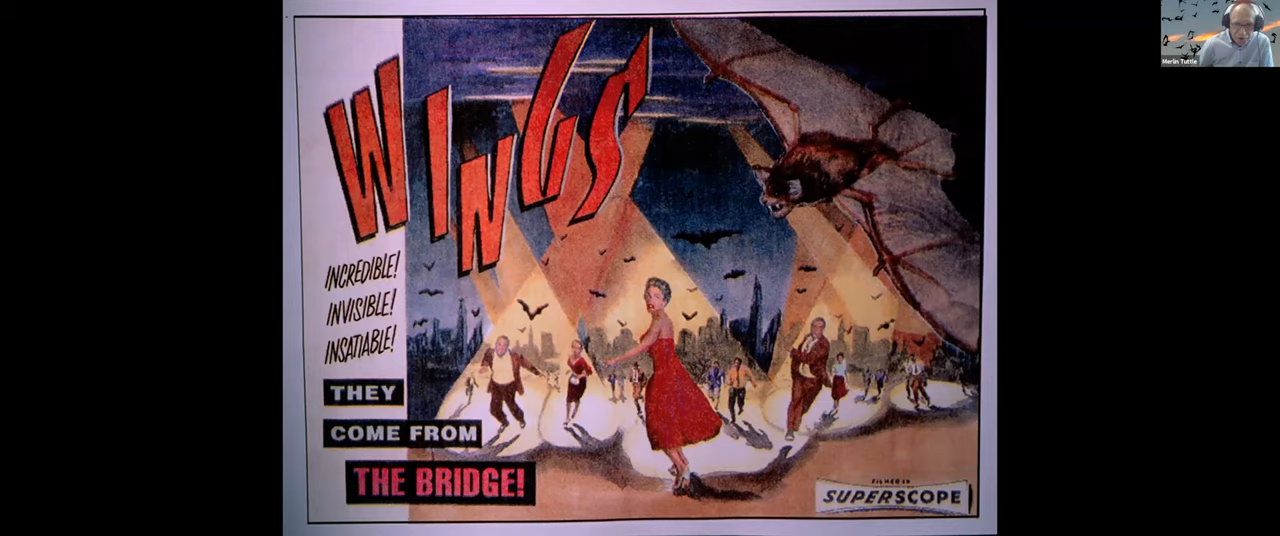 WINGS
INCREDIBLE!
INVISIBLE!
INSATIABLE!
THEY
COME FROM
THE BRIDGE!
FILMED IN
SUPERSCOPE
Merlin Tuttle